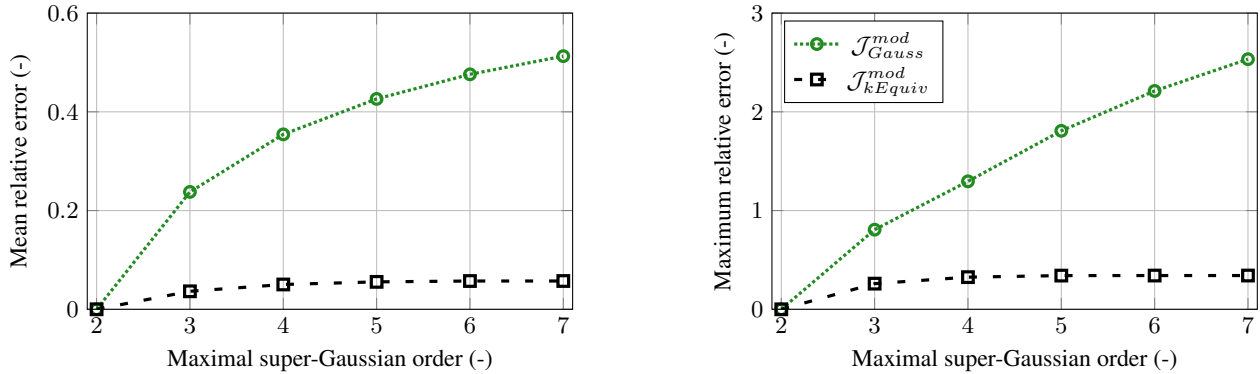 0.6
0.4
0.2
0
2 3 4 5 6 7
Mean relative error (-)
Maximal super-Gaussian order (-)
3
2
1
0
2 3 4 5 6 7
Maximum relative error (-)
Maximal super-Gaussian order (-)
$\mathcal{J}_{Gauss}^{mod}$
$\mathcal{J}_{kEquiv}^{mod}$